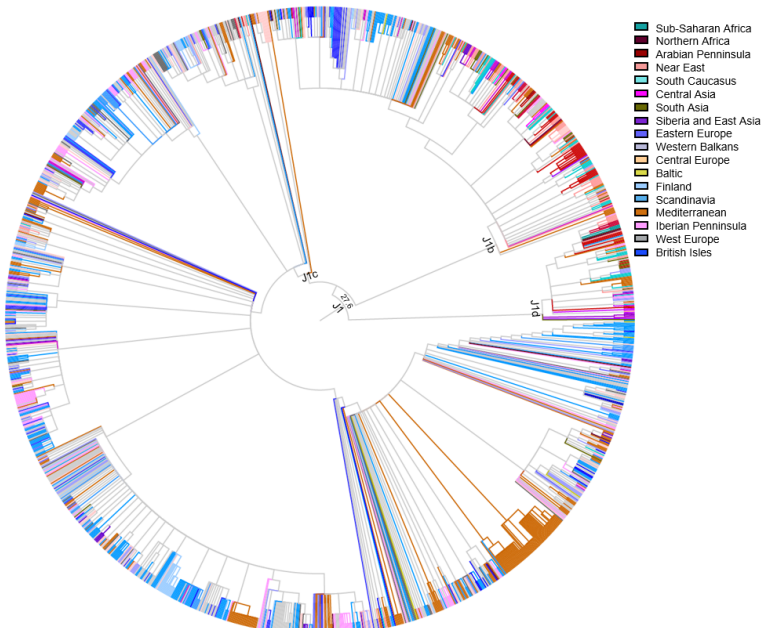 Sub-Saharan Africa
Northern Africa
Arabian Penninsula
Near East
South Caucasus
Central Asia
South Asia
Siberia and East Asia
Eastern Europe
Western Balkans
Central Europe
Baltic
Finland
Scandinavia
Mediterranean
Iberian Penninsula
West Europe
British Isles
J1b
J1c
27.6
J1
J1d